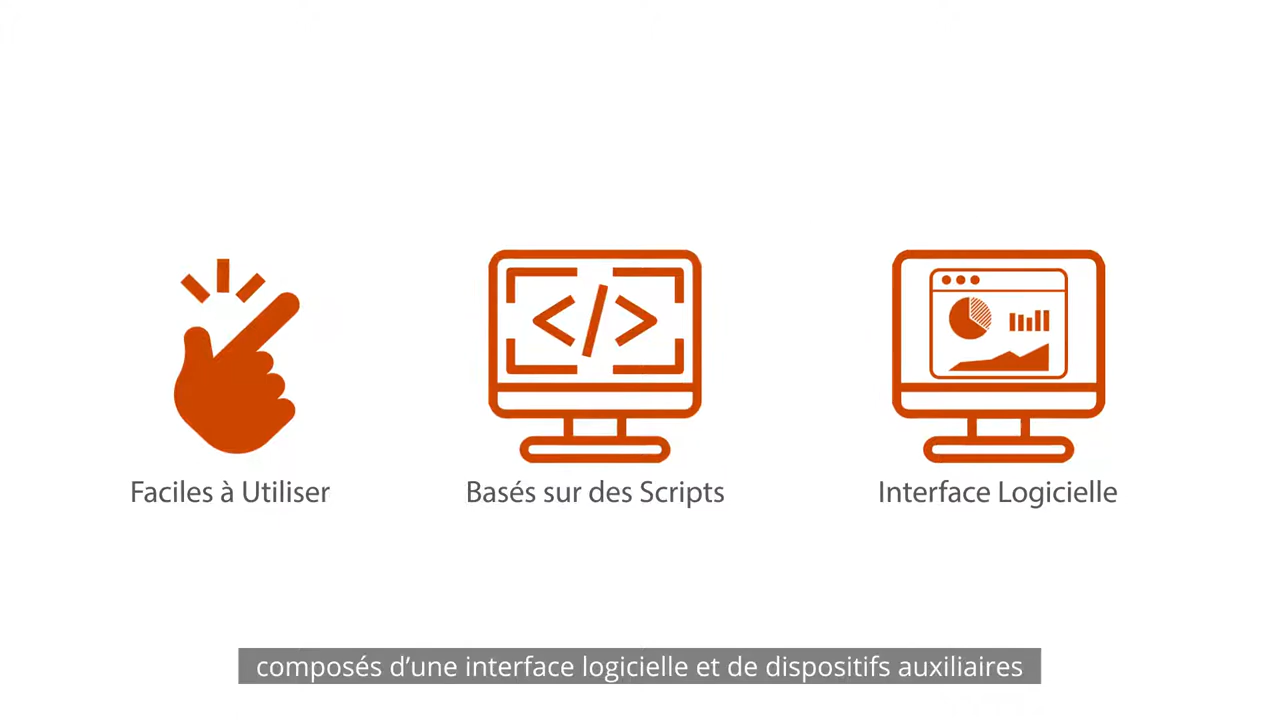 Faciles à Utiliser
Basés sur des Scripts
Interface Logicielle
composés d’une interface logicielle et de dispositifs auxiliaires